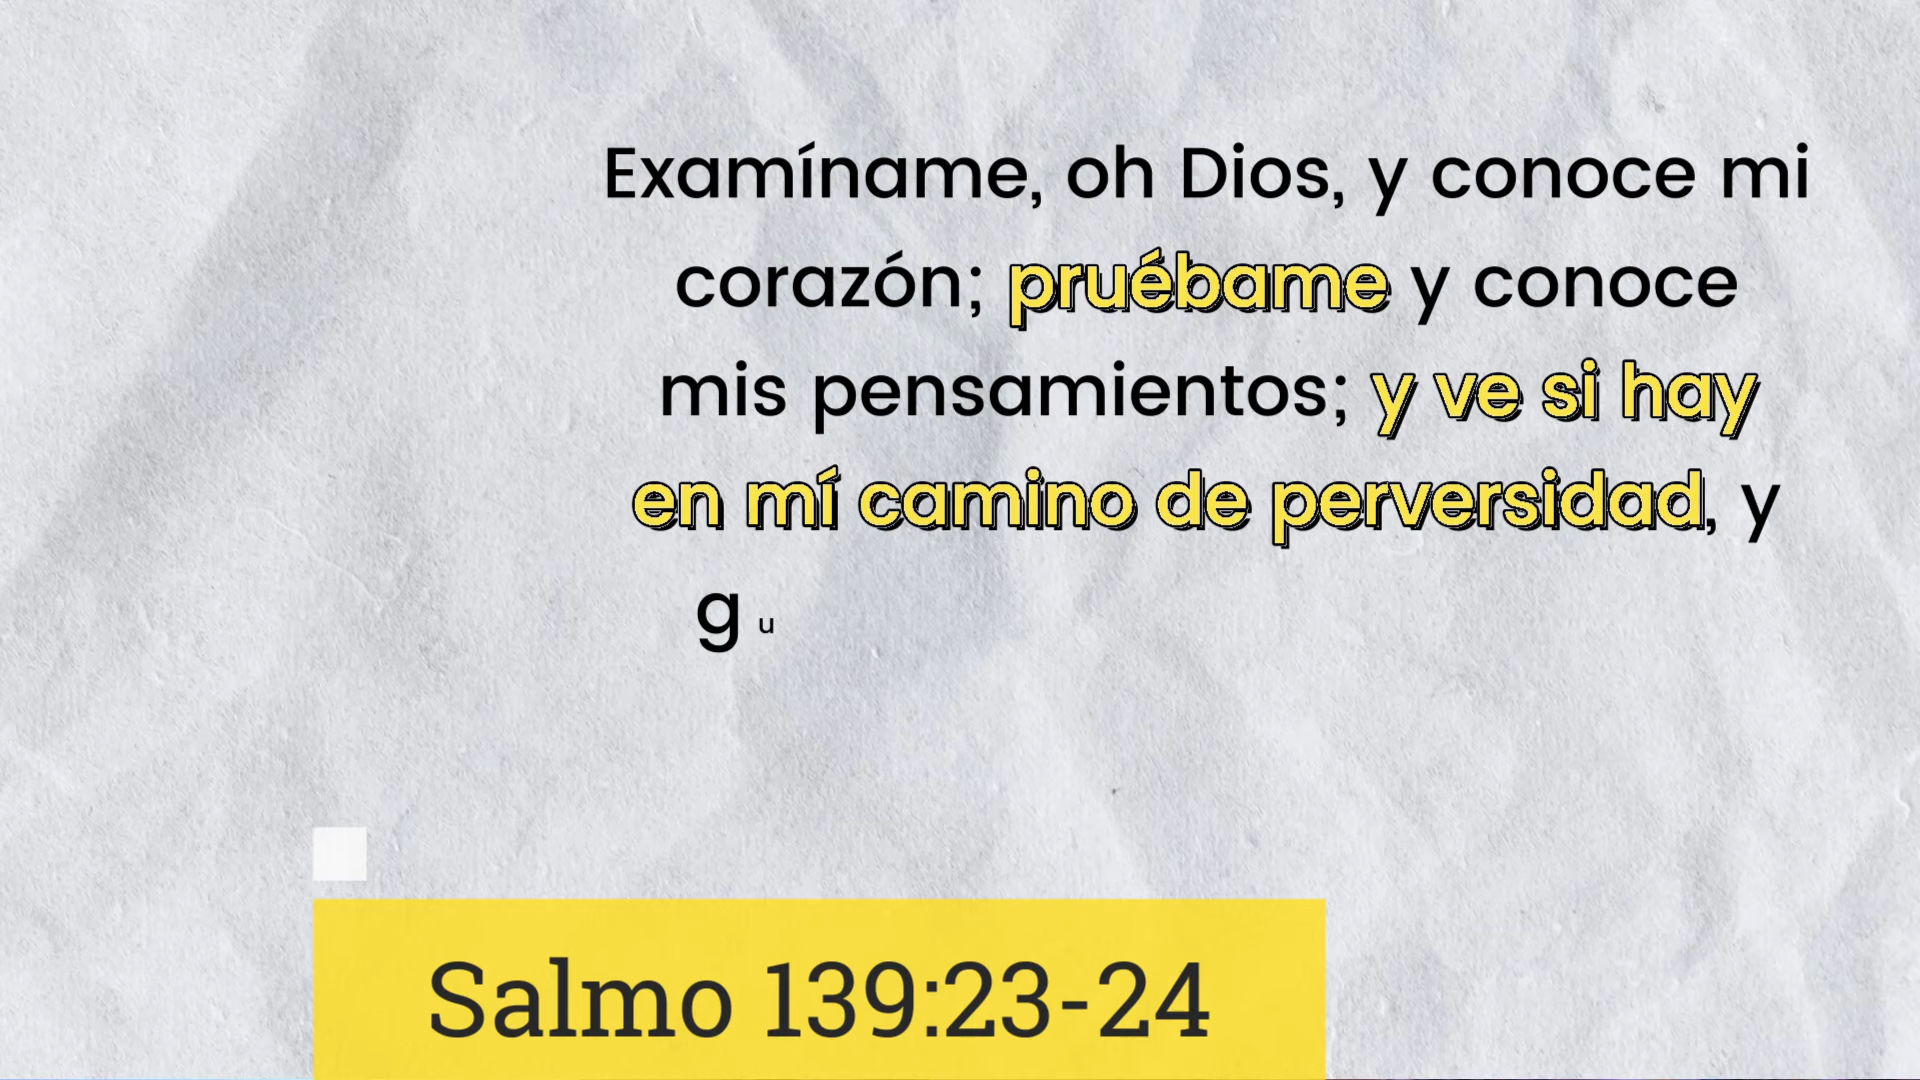 Examíname, oh Dios, y conoce mi
corazón; pruébame y conoce
mis pensamientos; y ve si hay
en mí camino de perversidad, y
gu
Salmo 139:23-24